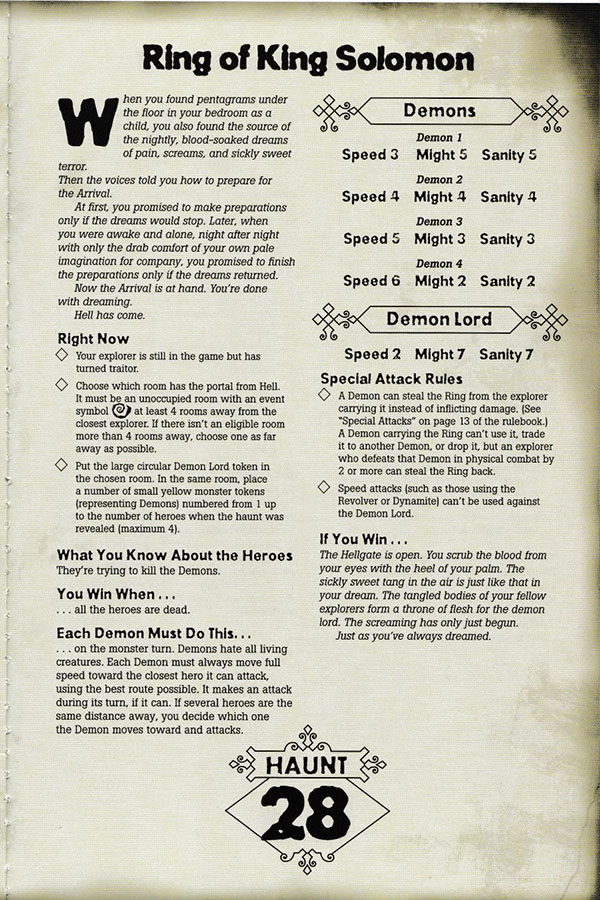 Ring of King Solomon
When you found pentagrams under
the floor in your bedroom as a
child, you also found the source of
the nightly, blood-soaked dreams
of pain, screams, and sickly sweet
terror.
Then the voices told you how to prepare for
the Arrival.
At first, you promised to make preparations
only if the dreams would stop. Later, when
you were awake and alone, night after night
with only the drab comfort of your own pale
imagination for company, you promised to finish
the preparations only if the dreams returned.
Now the Arrival is at hand. You're done
with dreaming.
Hell has come.
Right Now
Your explorer is still in the game but has
turned traitor.
Choose which room has the portal from Hell.
It must be an unoccupied room with an event
symbol at least 4 rooms away from the
closest explorer. If there isn't an eligible room
more than 4 rooms away, choose one as far
away as possible.
Put the large circular Demon Lord token in
the chosen room. In the same room, place
a number of small yellow monster tokens
(representing Demons) numbered from 1 up
to the number of heroes when the haunt was
revealed (maximum 4).
What You Know About the Heroes
They're trying to kill the Demons.
You Win When . . .
. . . all the heroes are dead.
Each Demon Must Do This. . .
. . . on the monster turn. Demons hate all living
creatures. Each Demon must always move full
speed toward the closest hero it can attack,
using the best route possible. It makes an attack
during its turn, if it can. If several heroes are the
same distance away, you decide which one
the Demon moves toward and attacks.
Demons
Demon 1
Speed 3 Might 5 Sanity 5
Demon 2
Speed 4 Might 4 Sanity 4
Demon 3
Speed 5 Might 3 Sanity 3
Demon 4
Speed 6 Might 2 Sanity 2
Demon Lord
Speed 2 Might 7 Sanity 7
Special Attack Rules
A Demon can steal the Ring from the explorer
carrying it instead of inflicting damage. (See
"Special Attacks" on page 13 of the rulebook.)
A Demon carrying the Ring can't use it, trade
it to another Demon, or drop it, but an explorer
who defeats that Demon in physical combat by
2 or more can steal the Ring back.
Speed attacks (such as those using the
Revolver or Dynamite) can't be used against
the Demon Lord.
If You Win . . .
The Hellgate is open. You scrub the blood from
your eyes with the heel of your palm. The
sickly sweet tang in the air is just like that in
your dream. The tangled bodies of your fellow
explorers form a throne of flesh for the demon
lord. The screaming has only just begun.
Just as you've always dreamed.
HAUNT
28